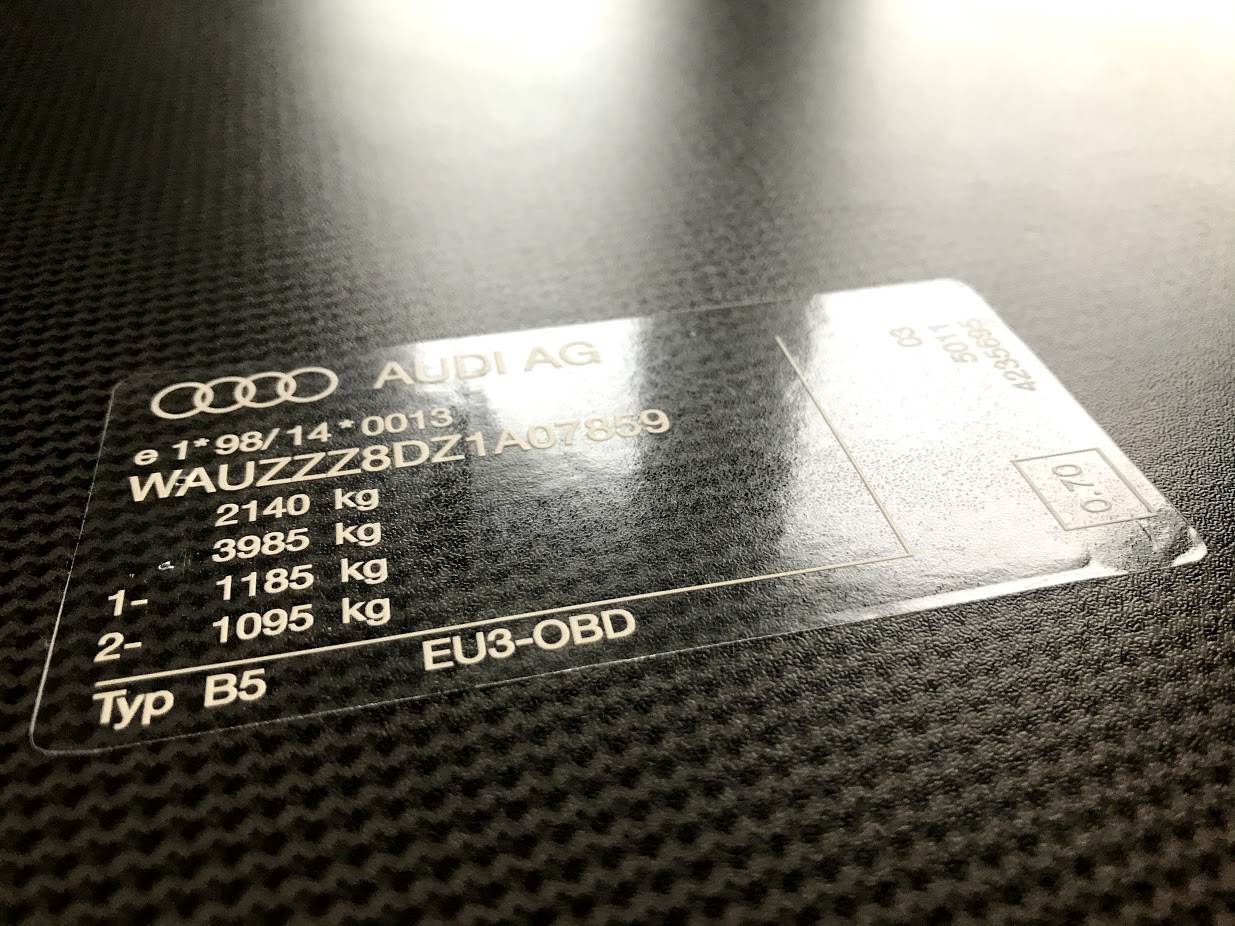 AUDI AG
e 1*98/14*0013
WAUZZZ8DZ1A07859
2140 kg
3985 kg
1- 1185 kg
2- 1095 kg
Typ B5 EU3-OBD
03
5011
42356695
0.70